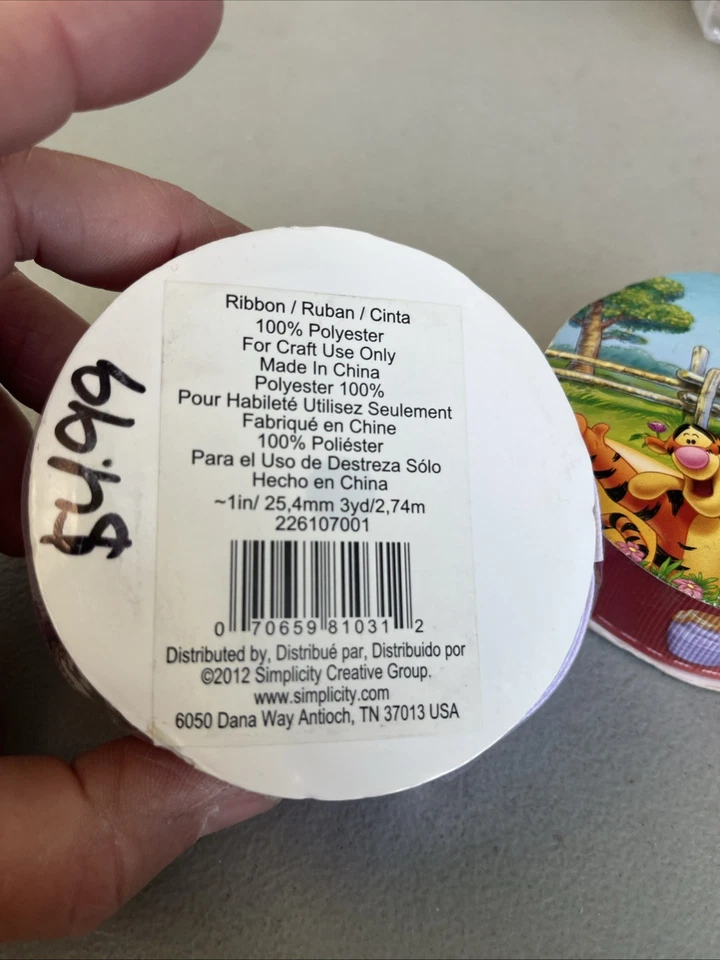 $4.99
Ribbon / Ruban / Cinta
100% Polyester
For Craft Use Only
Made In China
Polyester 100%
Pour Habileté Utilisez Seulement
Fabriqué en Chine
100% Poliéster
Para el Uso de Destreza Sólo
Hecho en China
~1in/ 25,4mm 3yd/2,74m
226107001
0 70659 81031 2
Distributed by, Distribué par, Distribuido por
©2012 Simplicity Creative Group.
www.simplicity.com
6050 Dana Way Antioch, TN 37013 USA